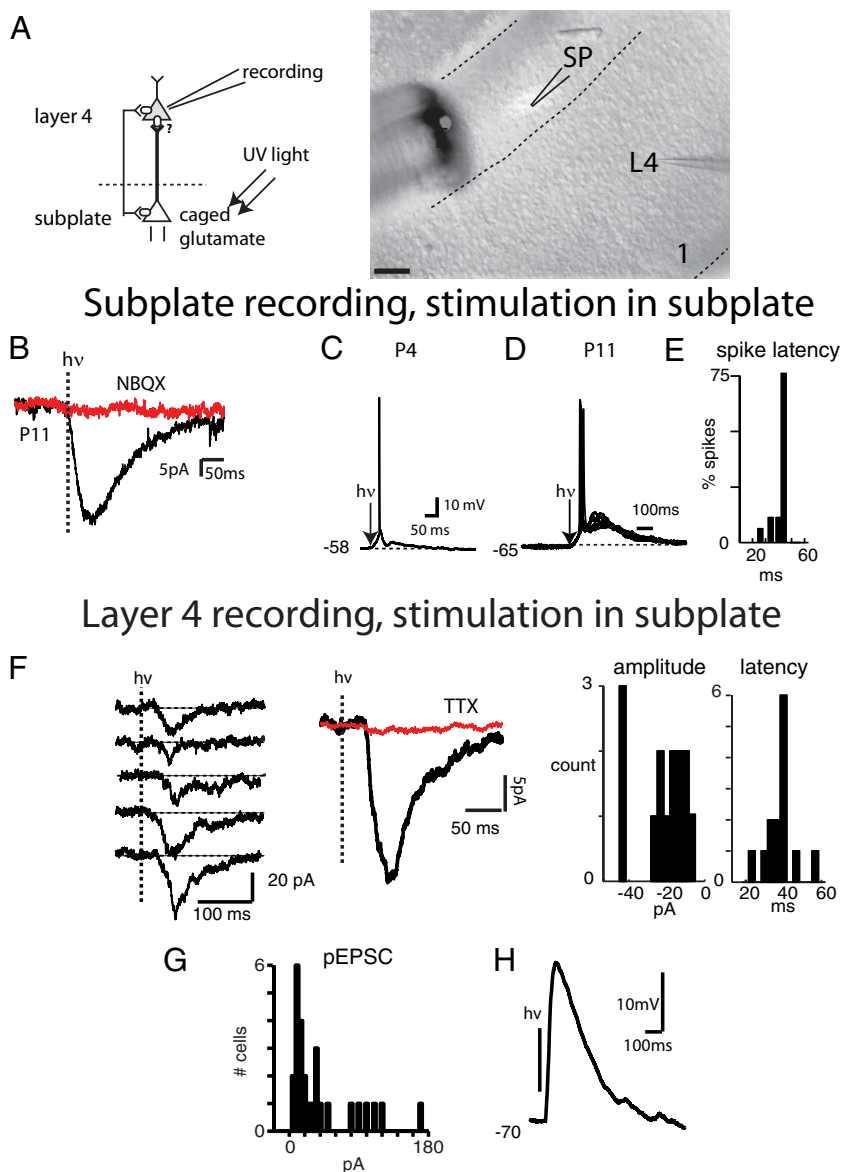 A
recording
layer 4
?
UV light
subplate
caged
glutamate
SP
L4
1
Subplate recording, stimulation in subplate
B
hν
NBQX
P11
5pA
50ms
C
P4
hν
10 mV
50 ms
-58
D
P11
hν
100ms
-65
E
spike latency
75
% spikes
0
20
60
ms
Layer 4 recording, stimulation in subplate
F
hν
20 pA
100 ms
hν
TTX
5pA
50 ms
amplitude
3
count
0
-40
-20
0
pA
latency
6
0
20
40
60
ms
G
pEPSC
6
# cells
0
0
180
pA
H
hν
10mV
100ms
-70